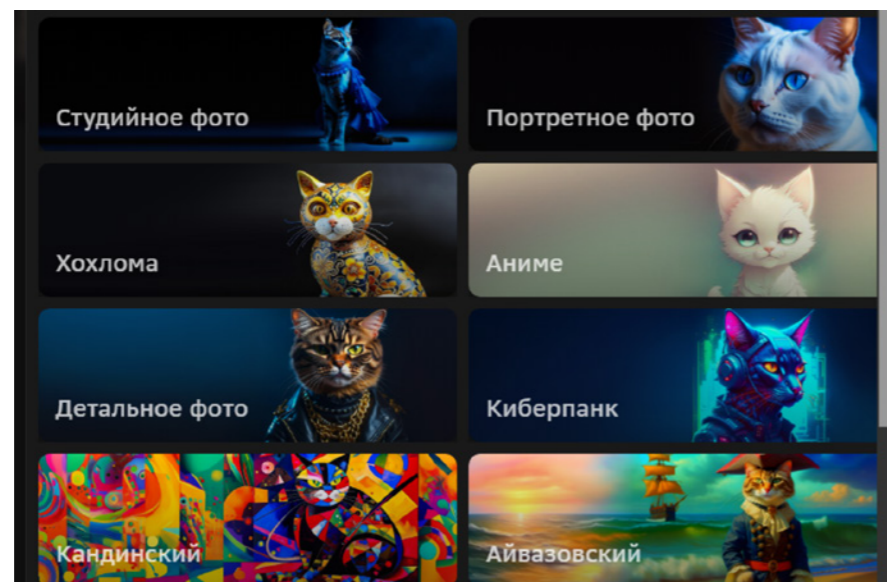 Студийное фото
Портретное фото
Хохлома
Аниме
Детальное фото
Киберпанк
Кандинский
Айвазовский